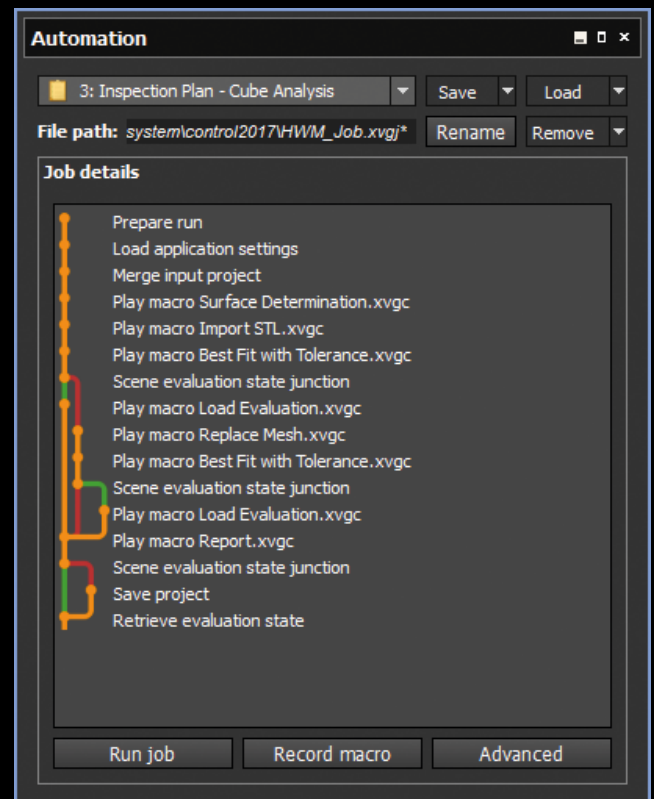 Automation
3: Inspection Plan - Cube Analysis
Save
Load
File path: system\control2017\HWM_Job.xvgj*
Rename
Remove
Job details
Prepare run
Load application settings
Merge input project
Play macro Surface Determination.xvgc
Play macro Import STL.xvgc
Play macro Best Fit with Tolerance.xvgc
Scene evaluation state junction
Play macro Load Evaluation.xvgc
Play macro Replace Mesh.xvgc
Play macro Best Fit with Tolerance.xvgc
Scene evaluation state junction
Play macro Load Evaluation.xvgc
Play macro Report.xvgc
Scene evaluation state junction
Save project
Retrieve evaluation state
Run job
Record macro
Advanced